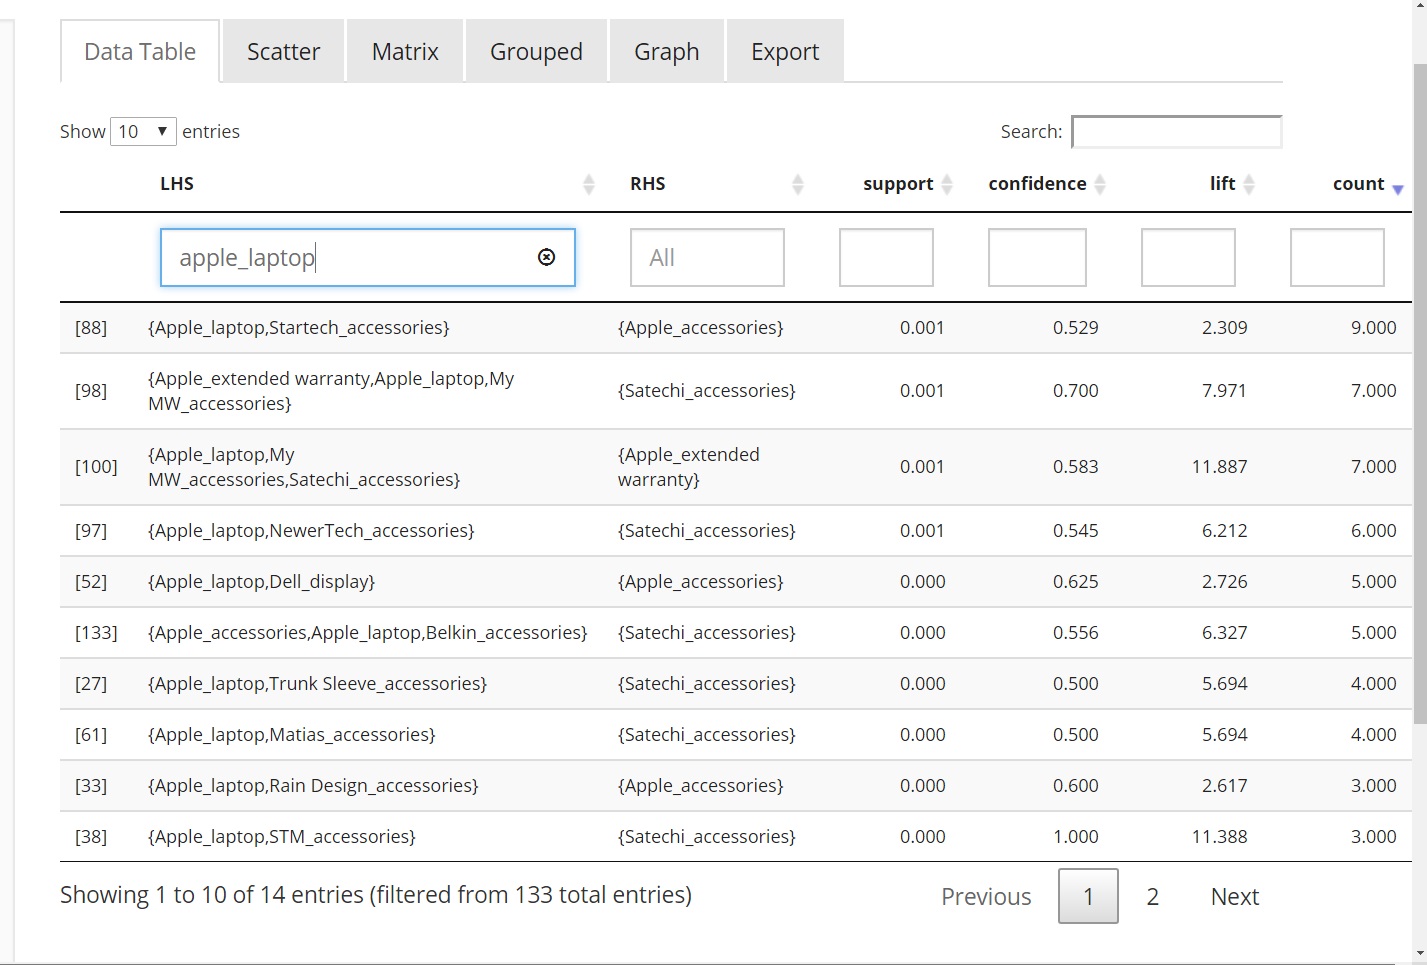 Data Table Scatter Matrix Grouped Graph Export
Show 10 entries Search:
LHS RHS support confidence lift count
apple_laptop All
[88] {Apple_laptop,Startech_accessories} {Apple_accessories} 0.001 0.529 2.309 9.000
[98] {Apple_extended warranty,Apple_laptop,My
MW_accessories} {Satechi_accessories} 0.001 0.700 7.971 7.000
[100] {Apple_laptop,My
MW_accessories,Satechi_accessories} {Apple_extended
warranty} 0.001 0.583 11.887 7.000
[97] {Apple_laptop,NewerTech_accessories} {Satechi_accessories} 0.001 0.545 6.212 6.000
[52] {Apple_laptop,Dell_display} {Apple_accessories} 0.000 0.625 2.726 5.000
[133] {Apple_accessories,Apple_laptop,Belkin_accessories} {Satechi_accessories} 0.000 0.556 6.327 5.000
[27] {Apple_laptop,Trunk Sleeve_accessories} {Satechi_accessories} 0.000 0.500 5.694 4.000
[61] {Apple_laptop,Matias_accessories} {Satechi_accessories} 0.000 0.500 5.694 4.000
[33] {Apple_laptop,Rain Design_accessories} {Apple_accessories} 0.000 0.600 2.617 3.000
[38] {Apple_laptop,STM_accessories} {Satechi_accessories} 0.000 1.000 11.388 3.000
Showing 1 to 10 of 14 entries (filtered from 133 total entries) Previous 1 2 Next